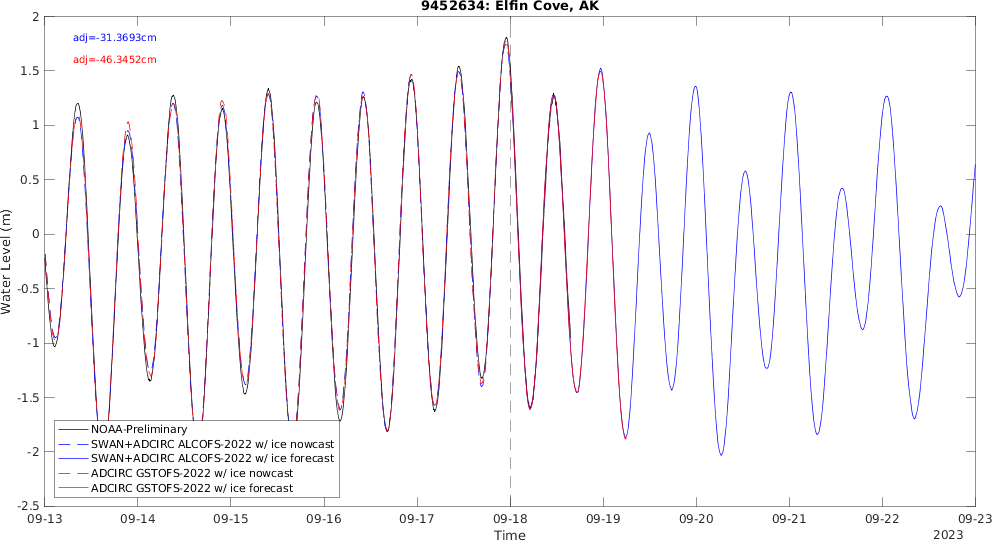 9452634: Elfin Cove, AK
adj=-31.3693cm
adj=-46.3452cm
Water Level (m)
2
1.5
1
0.5
0
-0.5
-1
-1.5
-2
-2.5
NOAA-Preliminary
SWAN+ADCIRC ALCOFS-2022 w/ ice nowcast
SWAN+ADCIRC ALCOFS-2022 w/ ice forecast
ADCIRC GSTOFS-2022 w/ ice nowcast
ADCIRC GSTOFS-2022 w/ ice forecast
09-13 09-14 09-15 09-16 09-17 09-18 09-19 09-20 09-21 09-22 09-23
Time
2023